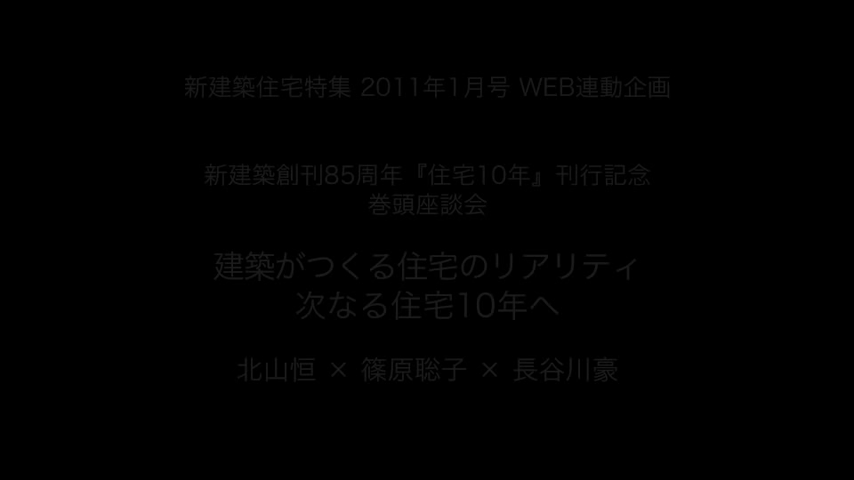 新建築住宅特集 2011年1月号 WEB連動企画
新建築創刊85周年『住宅10年』刊行記念
巻頭座談会
建築がつくる住宅のリアリティ
次なる住宅10年へ
北山恒 × 篠原聡子 × 長谷川豪